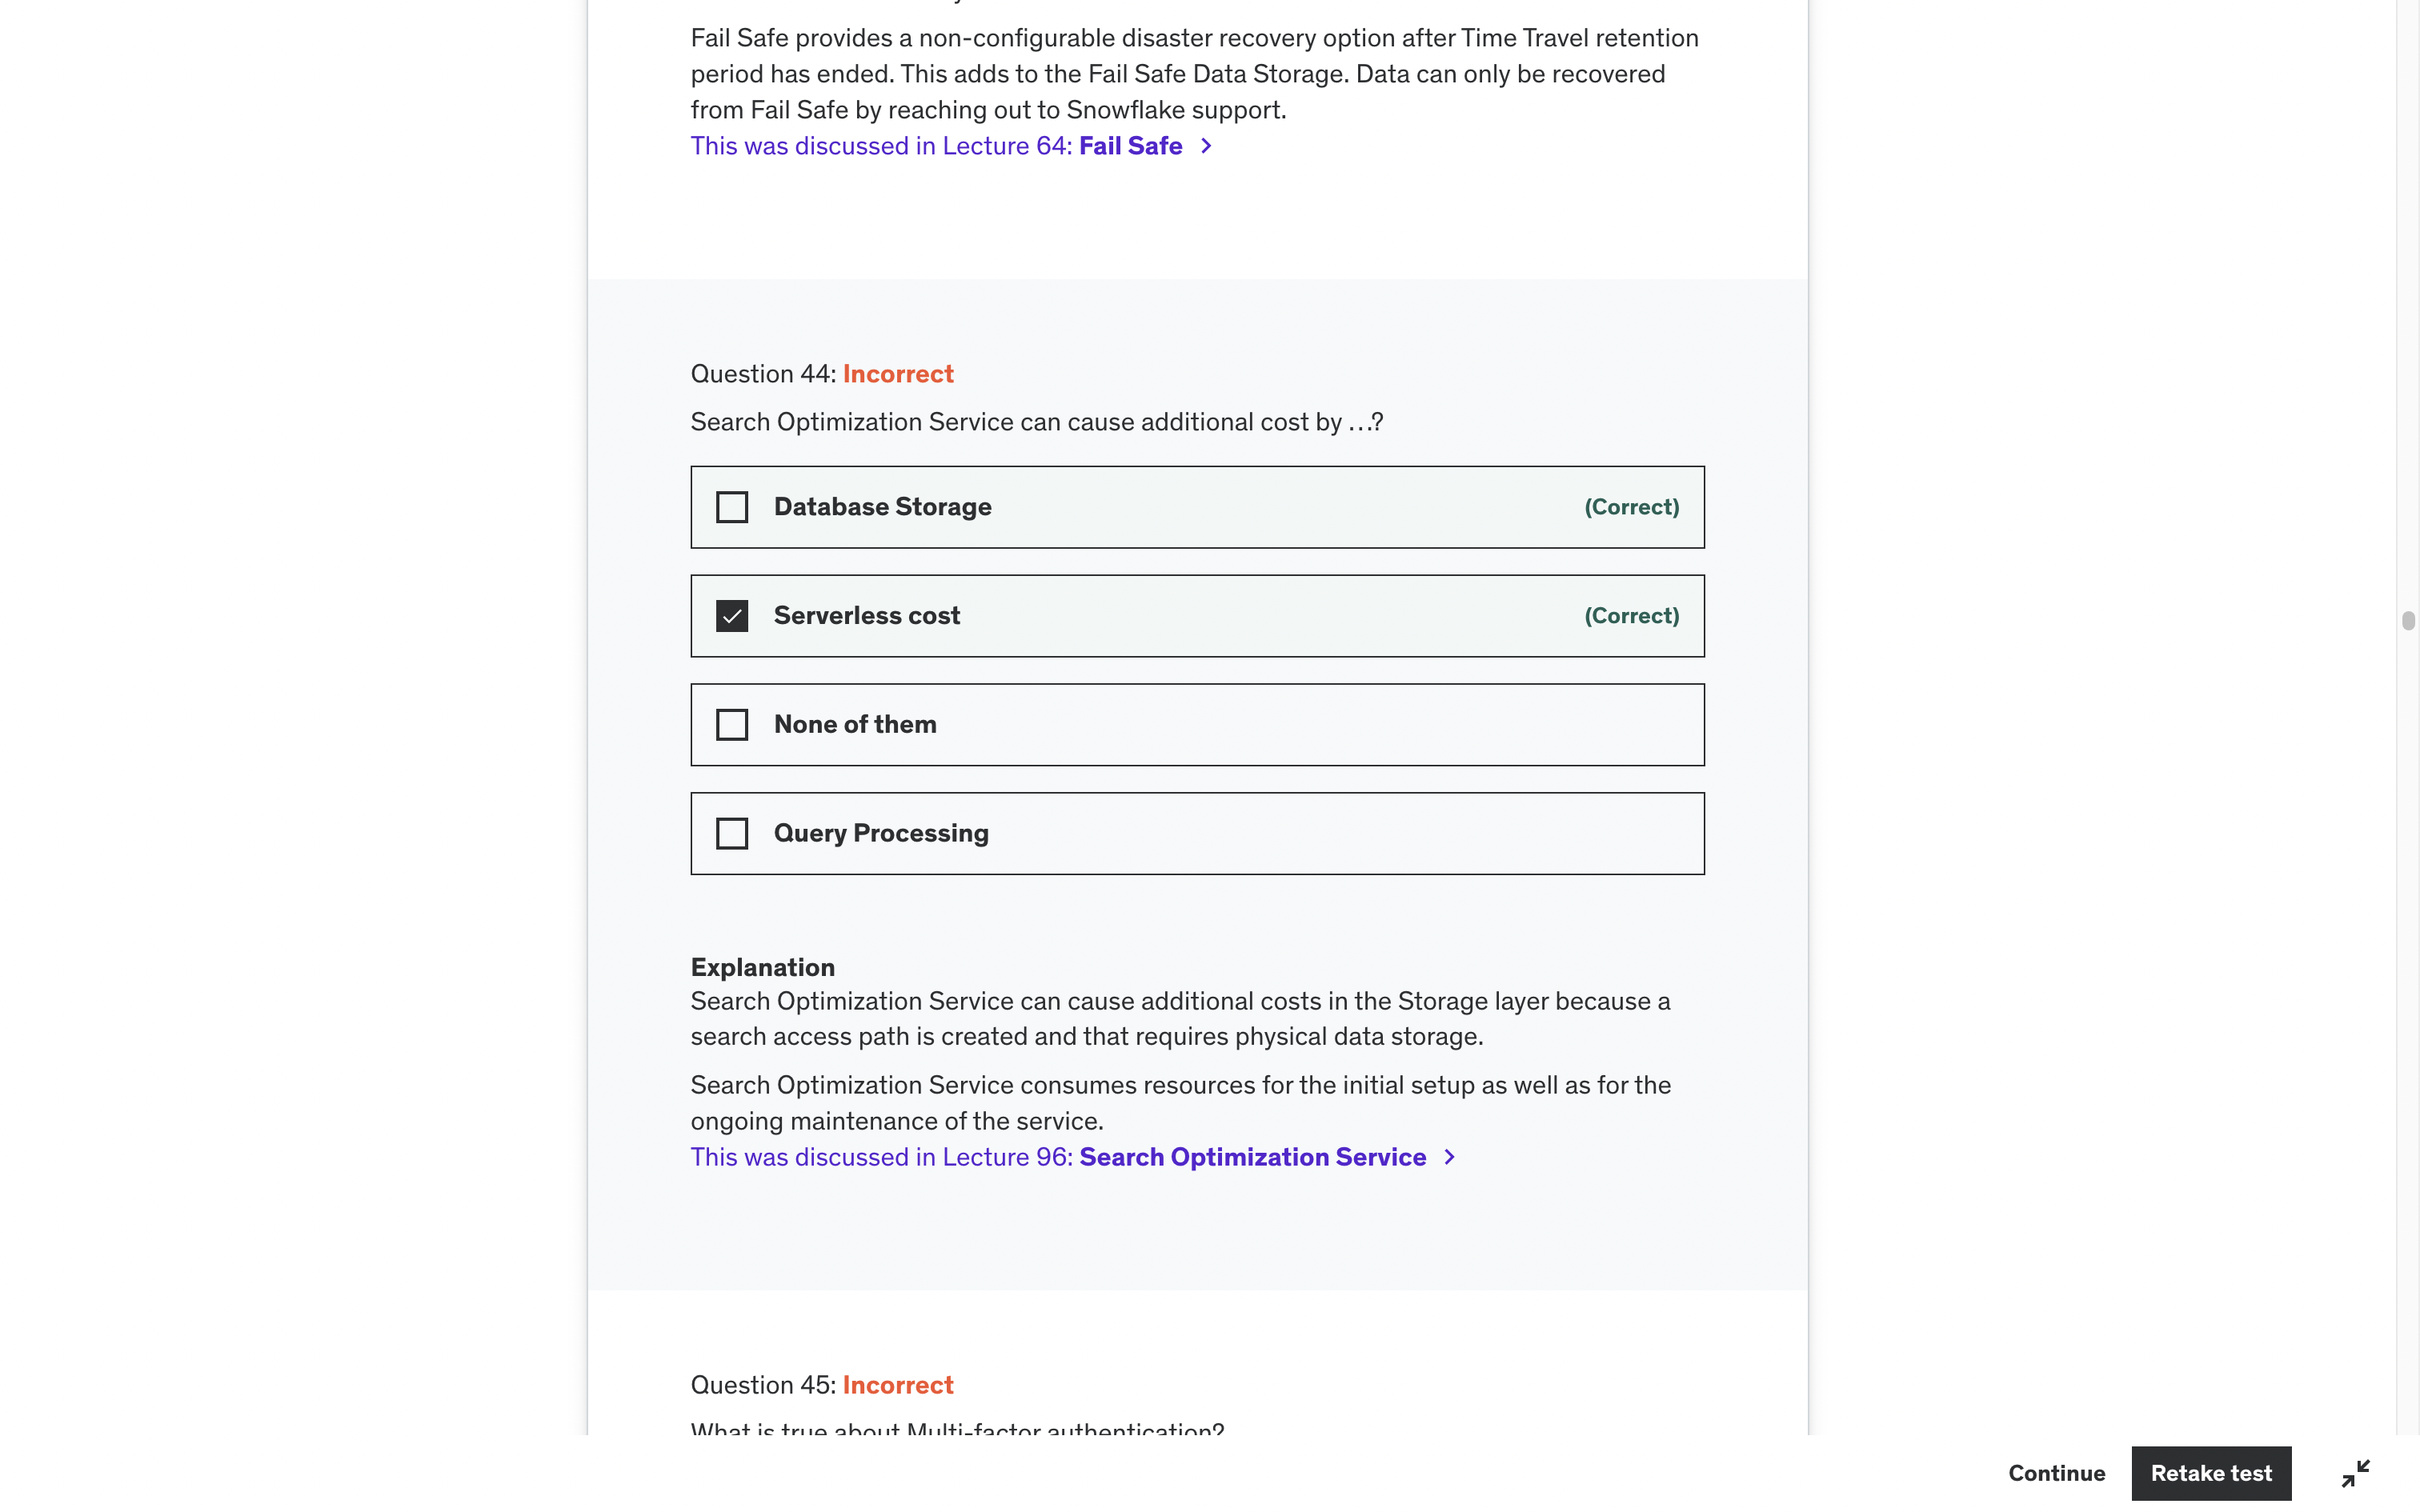 Fail Safe provides a non-configurable disaster recovery option after Time Travel retention
period has ended. This adds to the Fail Safe Data Storage. Data can only be recovered
from Fail Safe by reaching out to Snowflake support.
This was discussed in Lecture 64: Fail Safe >
Question 44: Incorrect
Search Optimization Service can cause additional cost by …?
Database Storage (Correct)
Serverless cost (Correct)
None of them
Query Processing
Explanation
Search Optimization Service can cause additional costs in the Storage layer because a
search access path is created and that requires physical data storage.
Search Optimization Service consumes resources for the initial setup as well as for the
ongoing maintenance of the service.
This was discussed in Lecture 96: Search Optimization Service >
Question 45: Incorrect
What is true about Multi-factor authentication?
Continue Retake test